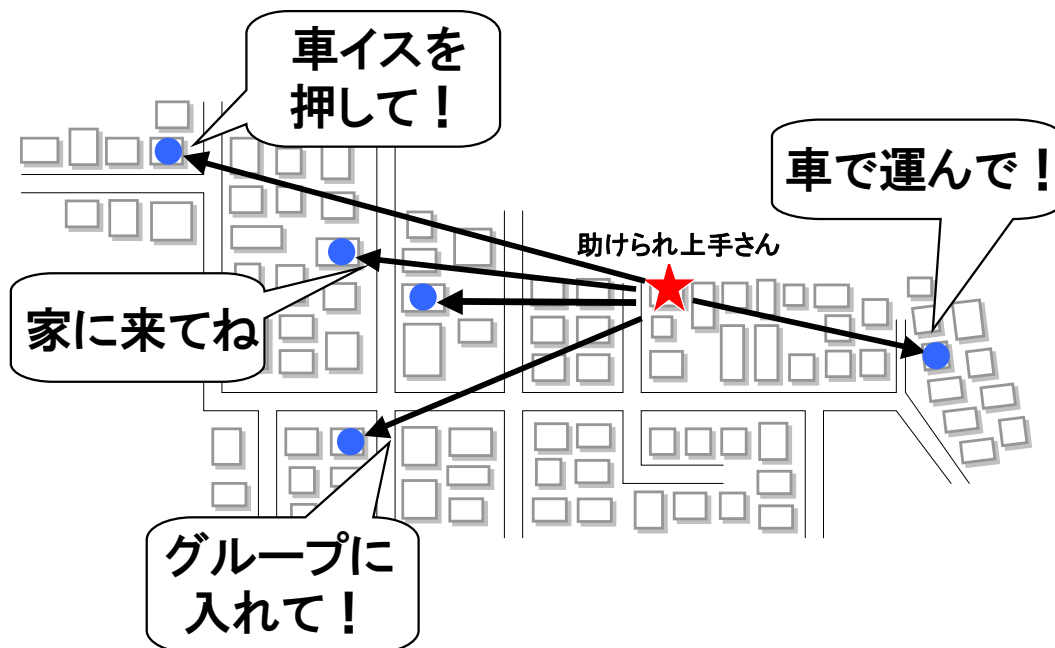 車イスを
押して！
車で運んで！
助けられ上手さん
家に来てね
グループに
入れて！